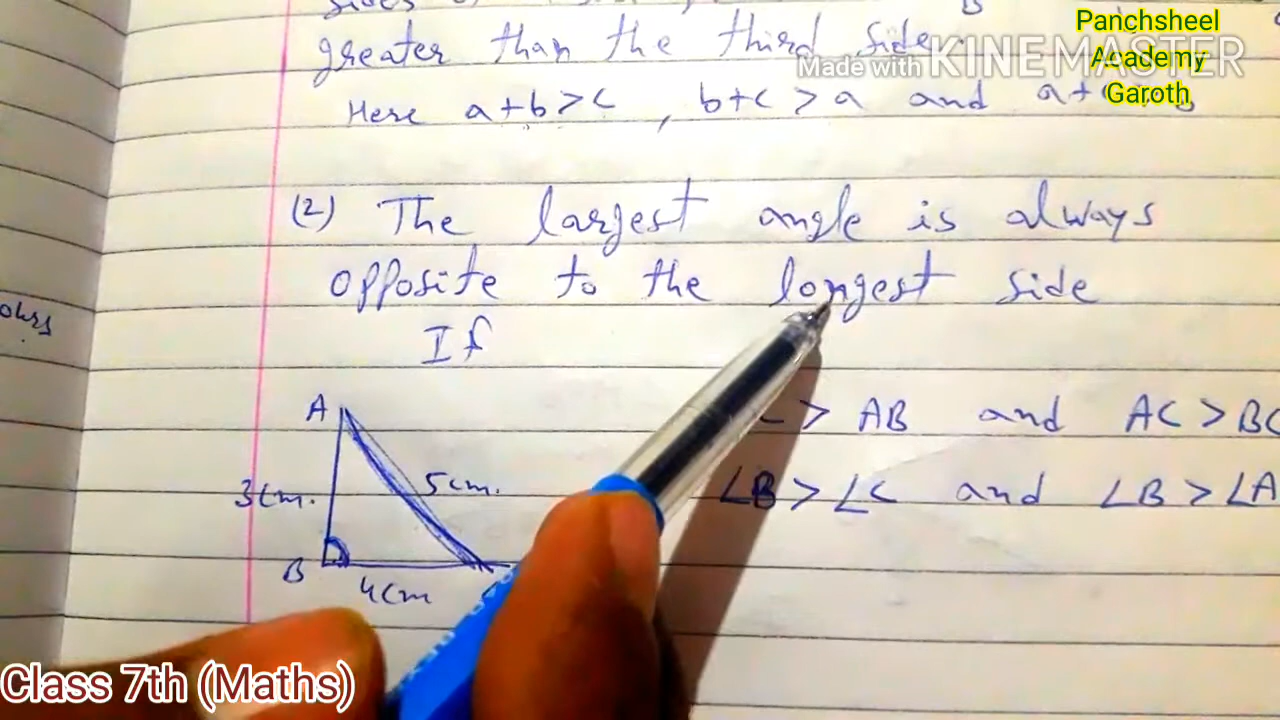 greater than the third side.
Here a+b>c , b+c >a and a+
(2) The largest angle is always
opposite to the longest side
If
> AB and AC > BC
∠B > ∠C and ∠B > ∠A
A
3cm.
5cm.
B
4cm
Panchsheel
Academy
Garoth
Made with KINEMASTER
Class 7th (Maths)